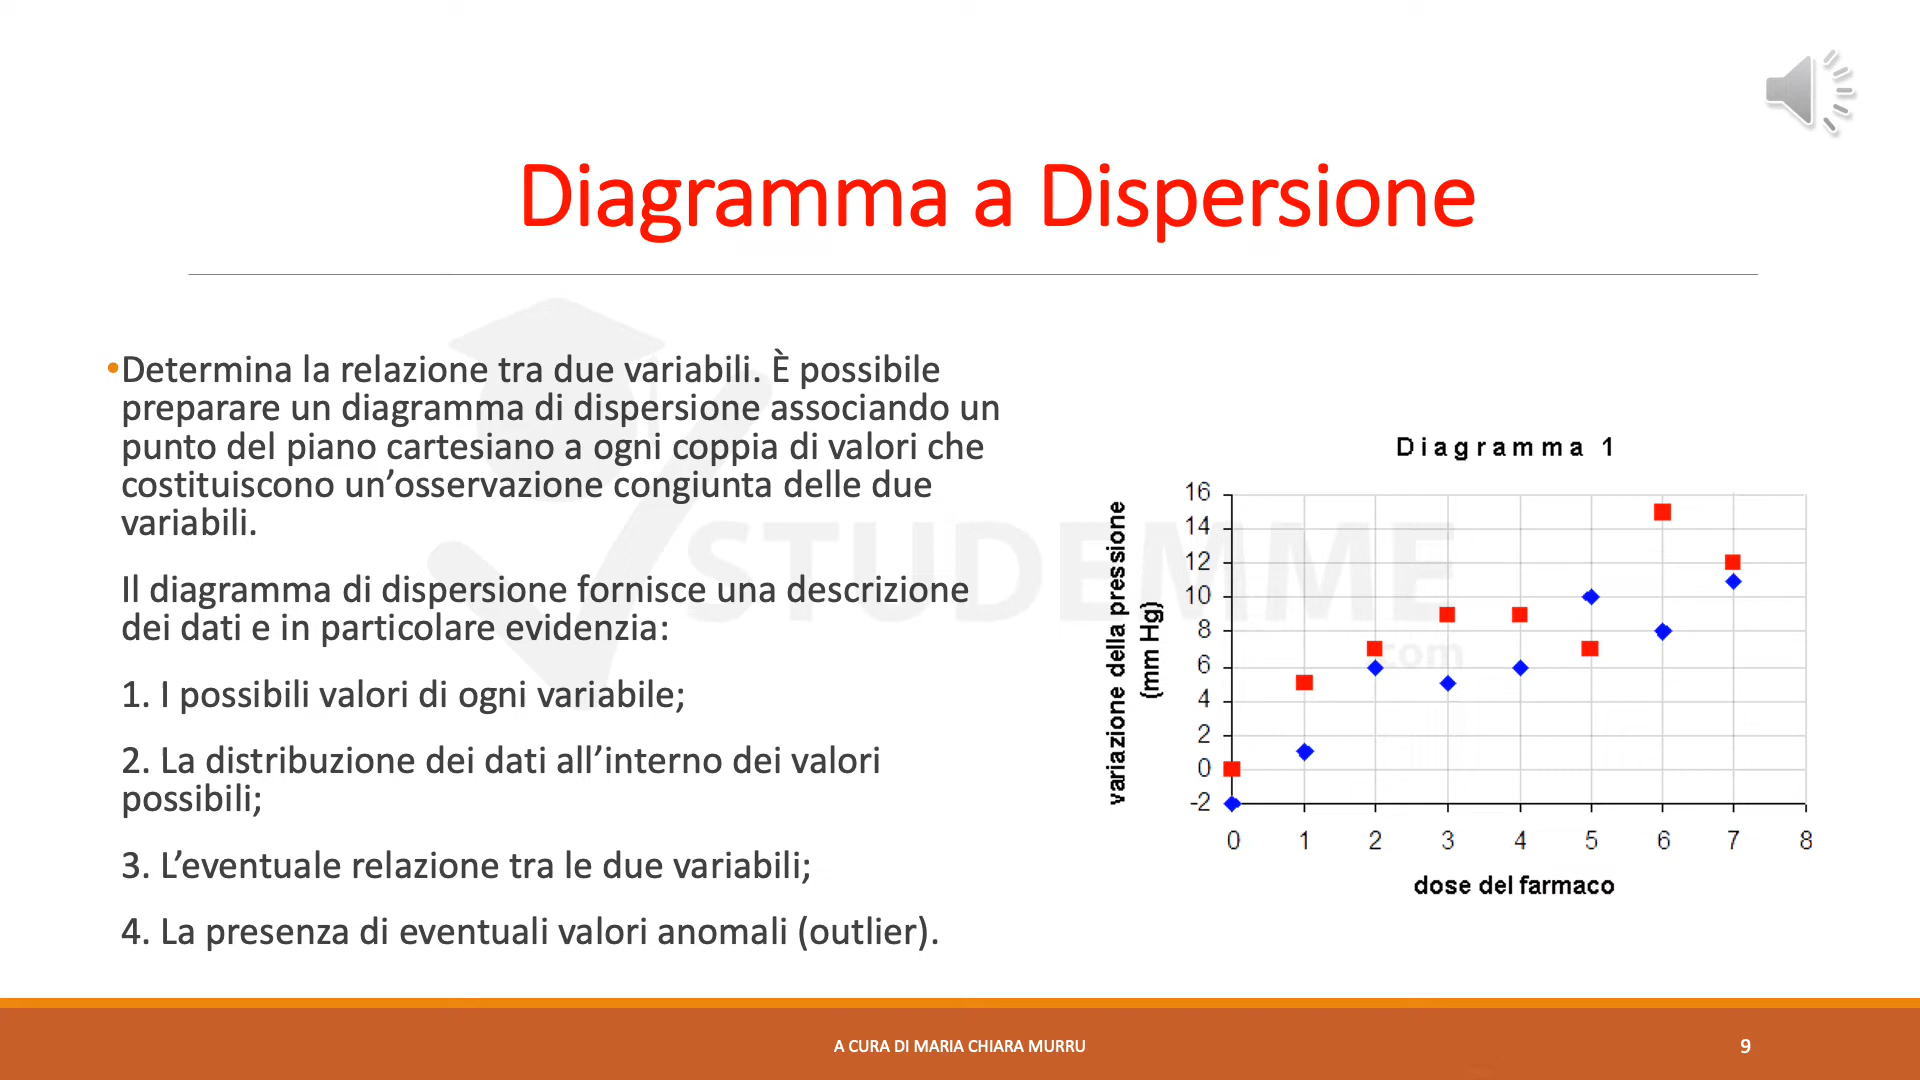 Diagramma a Dispersione
•Determina la relazione tra due variabili. È possibile
preparare un diagramma di dispersione associando un
punto del piano cartesiano a ogni coppia di valori che
costituiscono un’osservazione congiunta delle due
variabili.
Il diagramma di dispersione fornisce una descrizione
dei dati e in particolare evidenzia:
1. I possibili valori di ogni variabile;
2. La distribuzione dei dati all’interno dei valori
possibili;
3. L’eventuale relazione tra le due variabili;
4. La presenza di eventuali valori anomali (outlier).
STUDEMME
.com
Diagramma 1
variazione della pressione
(mm Hg)
16
14
12
10
8
6
4
2
0
-2
0 1 2 3 4 5 6 7 8
dose del farmaco
A CURA DI MARIA CHIARA MURRU
9